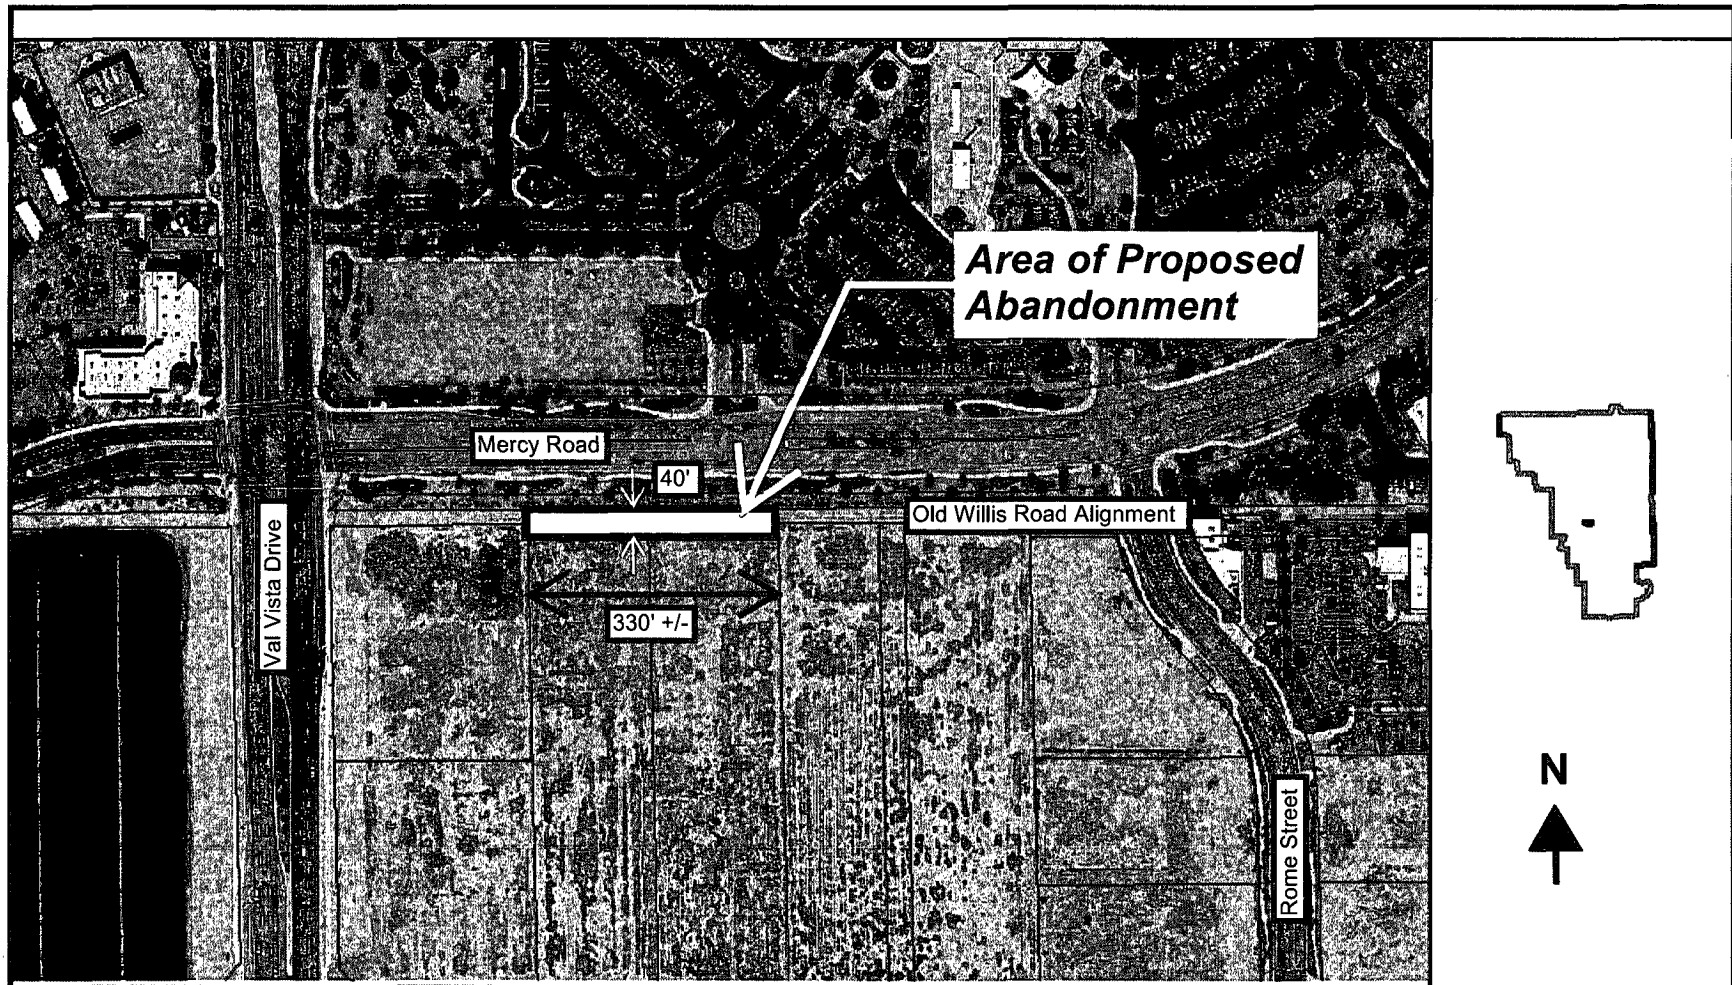 Area of Proposed
Abandonment
Mercy Road
40'
Old Willis Road Alignment
Val Vista Drive
330' +/-
N
Rome Street